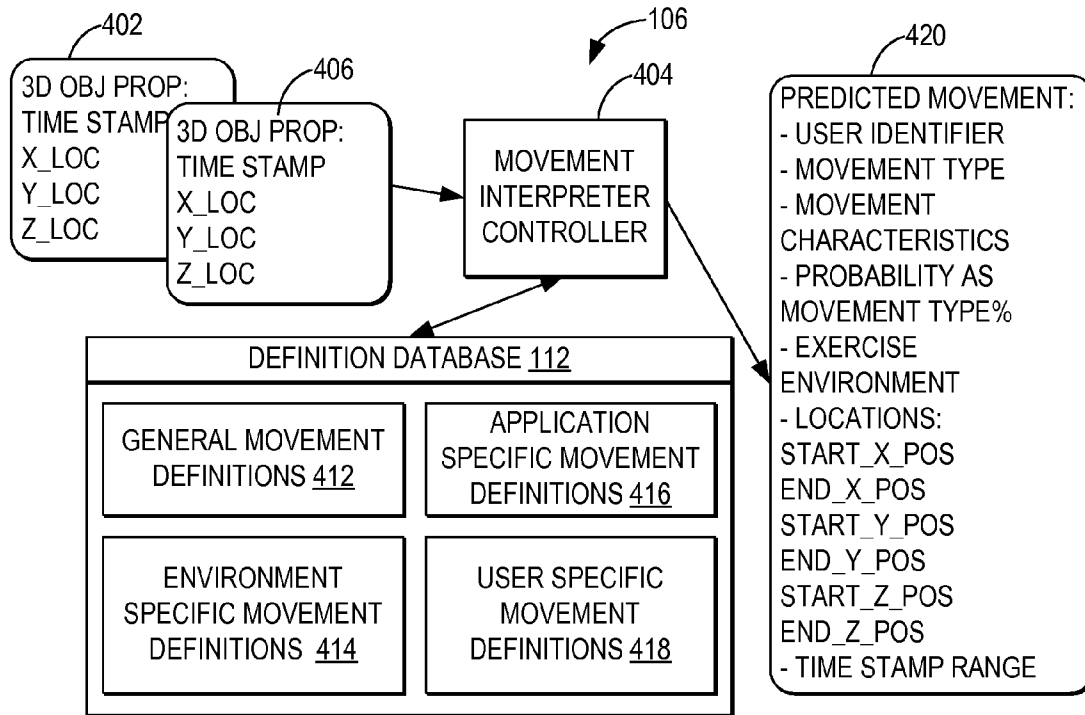 402
3D OBJ PROP:
TIME STAMP
X_LOC
Y_LOC
Z_LOC
406
3D OBJ PROP:
TIME STAMP
X_LOC
Y_LOC
Z_LOC
106
404
MOVEMENT
INTERPRETER
CONTROLLER
DEFINITION DATABASE 112
GENERAL MOVEMENT
DEFINITIONS 412
APPLICATION
SPECIFIC MOVEMENT
DEFINITIONS 416
ENVIRONMENT
SPECIFIC MOVEMENT
DEFINITIONS 414
USER SPECIFIC
MOVEMENT
DEFINITIONS 418
420
PREDICTED MOVEMENT:
- USER IDENTIFIER
- MOVEMENT TYPE
- MOVEMENT
CHARACTERISTICS
- PROBABILITY AS
MOVEMENT TYPE%
- EXERCISE
ENVIRONMENT
- LOCATIONS:
START_X_POS
END_X_POS
START_Y_POS
END_Y_POS
START_Z_POS
END_Z_POS
- TIME STAMP RANGE